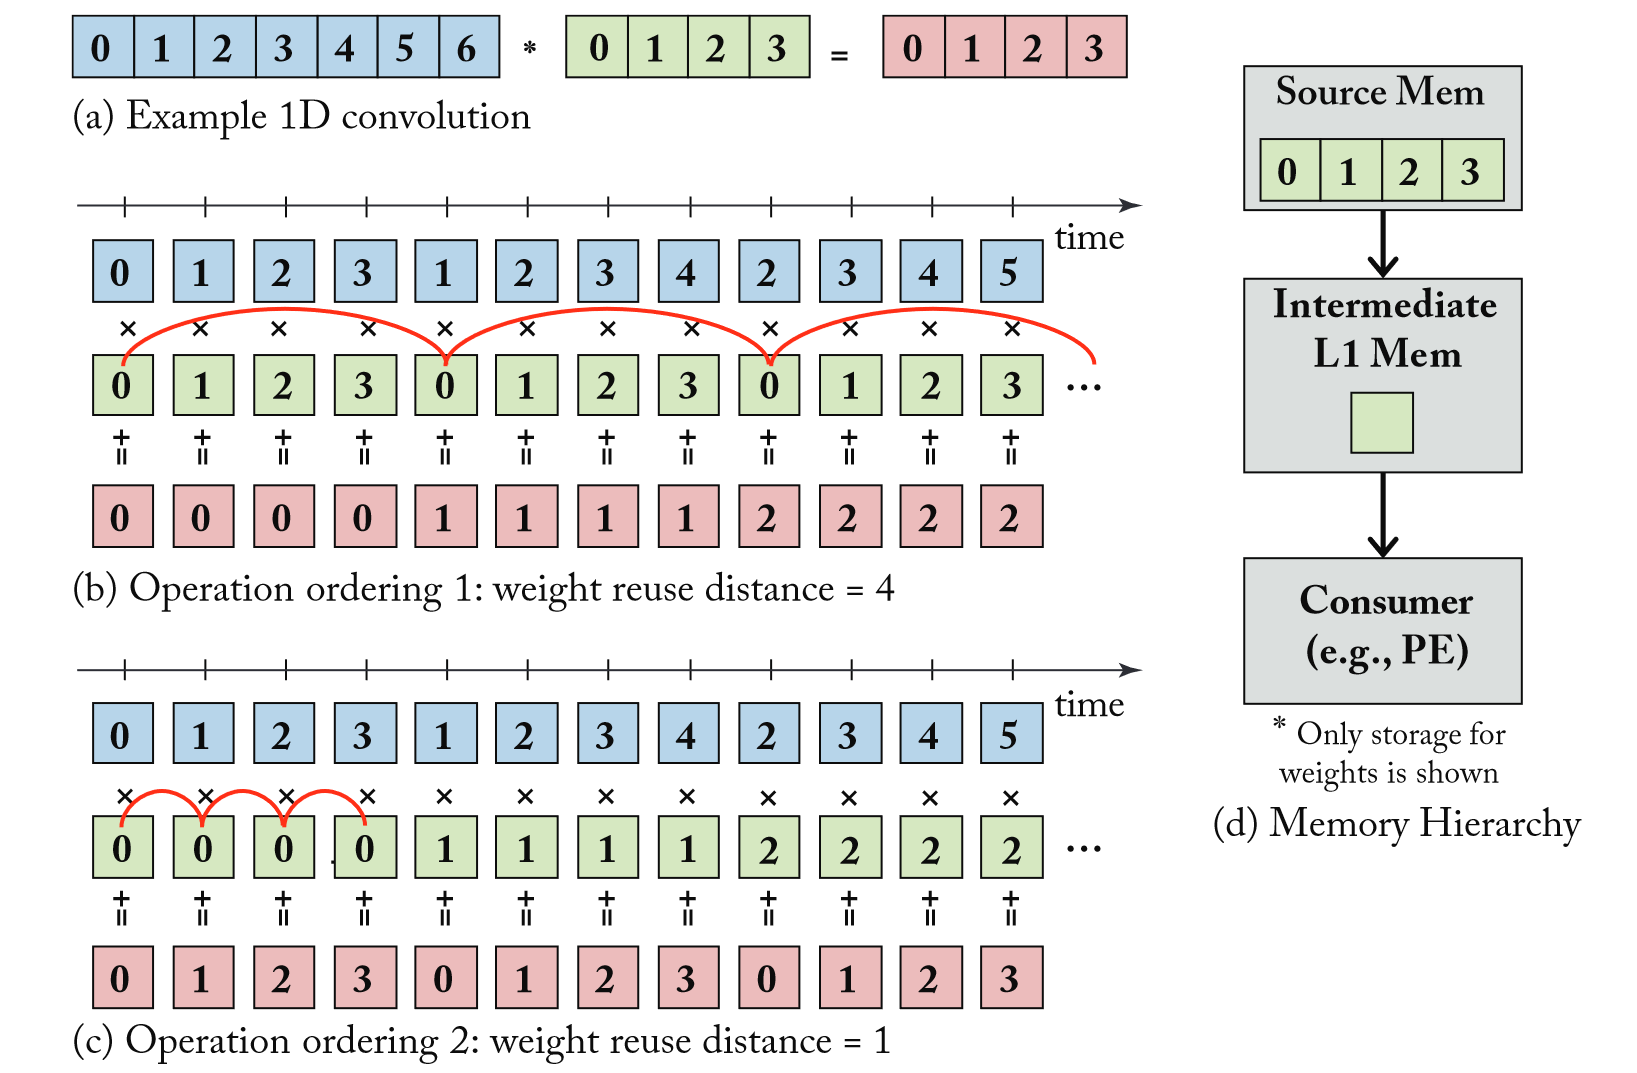 0 1 2 3 4 5 6 * 0 1 2 3 = 0 1 2 3
(a) Example 1D convolution
time
0 1 2 3 1 2 3 4 2 3 4 5
× × × × × × × × × × × ×
0 1 2 3 0 1 2 3 0 1 2 3 ...
+ + + + + + + + + + + +
= = = = = = = = = = = =
0 0 0 0 1 1 1 1 2 2 2 2
(b) Operation ordering 1: weight reuse distance = 4
time
0 1 2 3 1 2 3 4 2 3 4 5
× × × × × × × × × × × ×
0 0 0 0 1 1 1 1 2 2 2 2 ...
+ + + + + + + + + + + +
= = = = = = = = = = = =
0 1 2 3 0 1 2 3 0 1 2 3
(c) Operation ordering 2: weight reuse distance = 1
Source Mem
0 1 2 3
Intermediate
L1 Mem
Consumer
(e.g., PE)
* Only storage for
weights is shown
(d) Memory Hierarchy